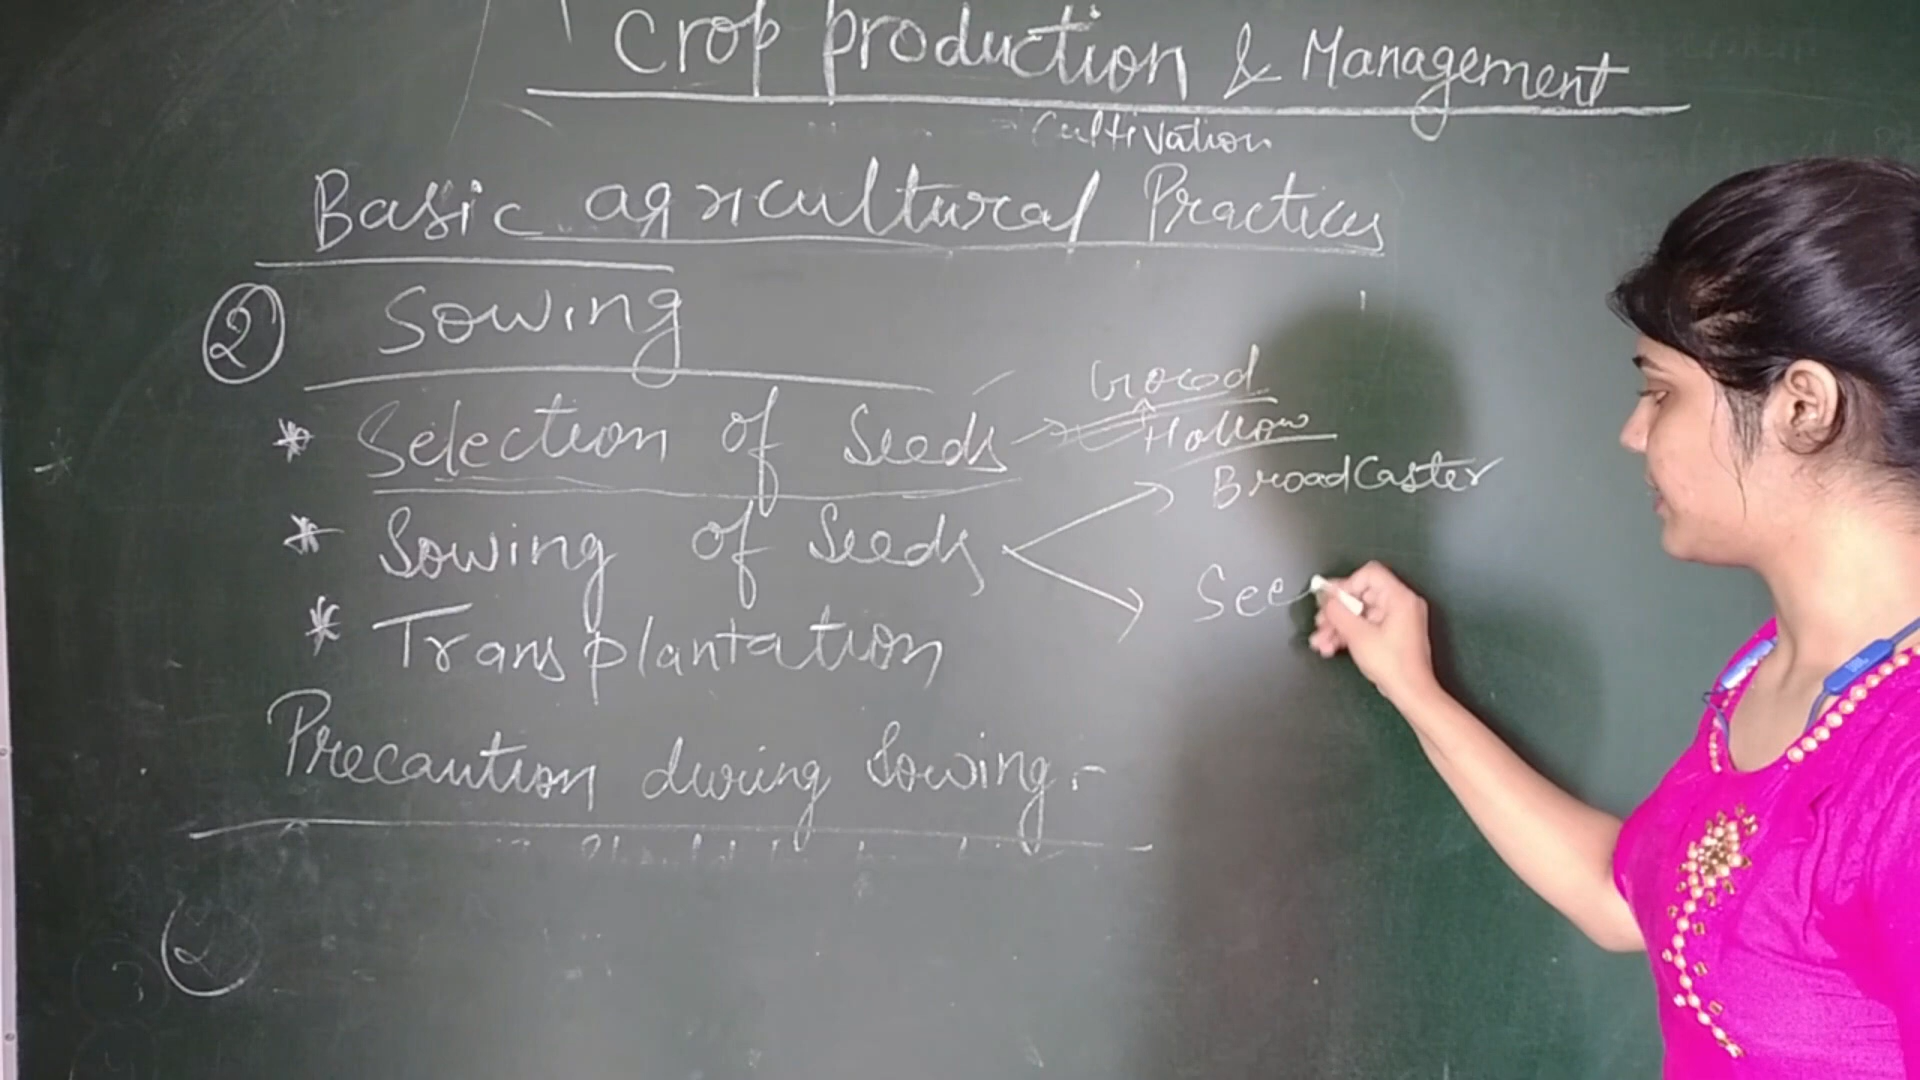 Crop production & Management
Cultivation
Basic agricultural Practices
2 Sowing
* Selection of Seeds → Good
Hollow
* Sowing of Seeds → BroadCaster
→ See
* Transplantation
Precaution during Sowing :-
2